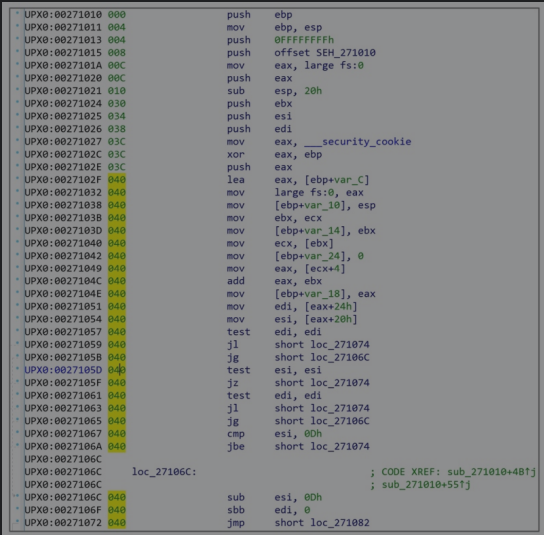 UPX0:00271010 000 push ebp
UPX0:00271011 004 mov ebp, esp
UPX0:00271013 004 push 0FFFFFFFFh
UPX0:00271015 008 push offset SEH_271010
UPX0:0027101A 00C mov eax, large fs:0
UPX0:00271020 00C push eax
UPX0:00271021 010 sub esp, 20h
UPX0:00271024 030 push ebx
UPX0:00271025 034 push esi
UPX0:00271026 038 push edi
UPX0:00271027 03C mov eax, ___security_cookie
UPX0:0027102C 03C xor eax, ebp
UPX0:0027102E 03C push eax
UPX0:0027102F 040 lea eax, [ebp+var_C]
UPX0:00271032 040 mov large fs:0, eax
UPX0:00271038 040 mov [ebp+var_10], esp
UPX0:0027103B 040 mov ebx, ecx
UPX0:0027103D 040 mov [ebp+var_14], ebx
UPX0:00271040 040 mov ecx, [ebx]
UPX0:00271042 040 mov [ebp+var_24], 0
UPX0:00271049 040 mov eax, [ecx+4]
UPX0:0027104C 040 add eax, ebx
UPX0:0027104E 040 mov [ebp+var_18], eax
UPX0:00271051 040 mov edi, [eax+24h]
UPX0:00271054 040 mov esi, [eax+20h]
UPX0:00271057 040 test edi, edi
UPX0:00271059 040 jl short loc_271074
UPX0:0027105B 040 jg short loc_27106C
UPX0:0027105D 040 test esi, esi
UPX0:0027105F 040 jz short loc_271074
UPX0:00271061 040 test edi, edi
UPX0:00271063 040 jl short loc_271074
UPX0:00271065 040 jg short loc_27106C
UPX0:00271067 040 cmp esi, 0Dh
UPX0:0027106A 040 jbe short loc_271074
UPX0:0027106C
UPX0:0027106C loc_27106C: ; CODE XREF: sub_271010+4B↑j
UPX0:0027106C ; sub_271010+55↑j
UPX0:0027106C 040 sub esi, 0Dh
UPX0:0027106F 040 sbb edi, 0
UPX0:00271072 040 jmp short loc_271082